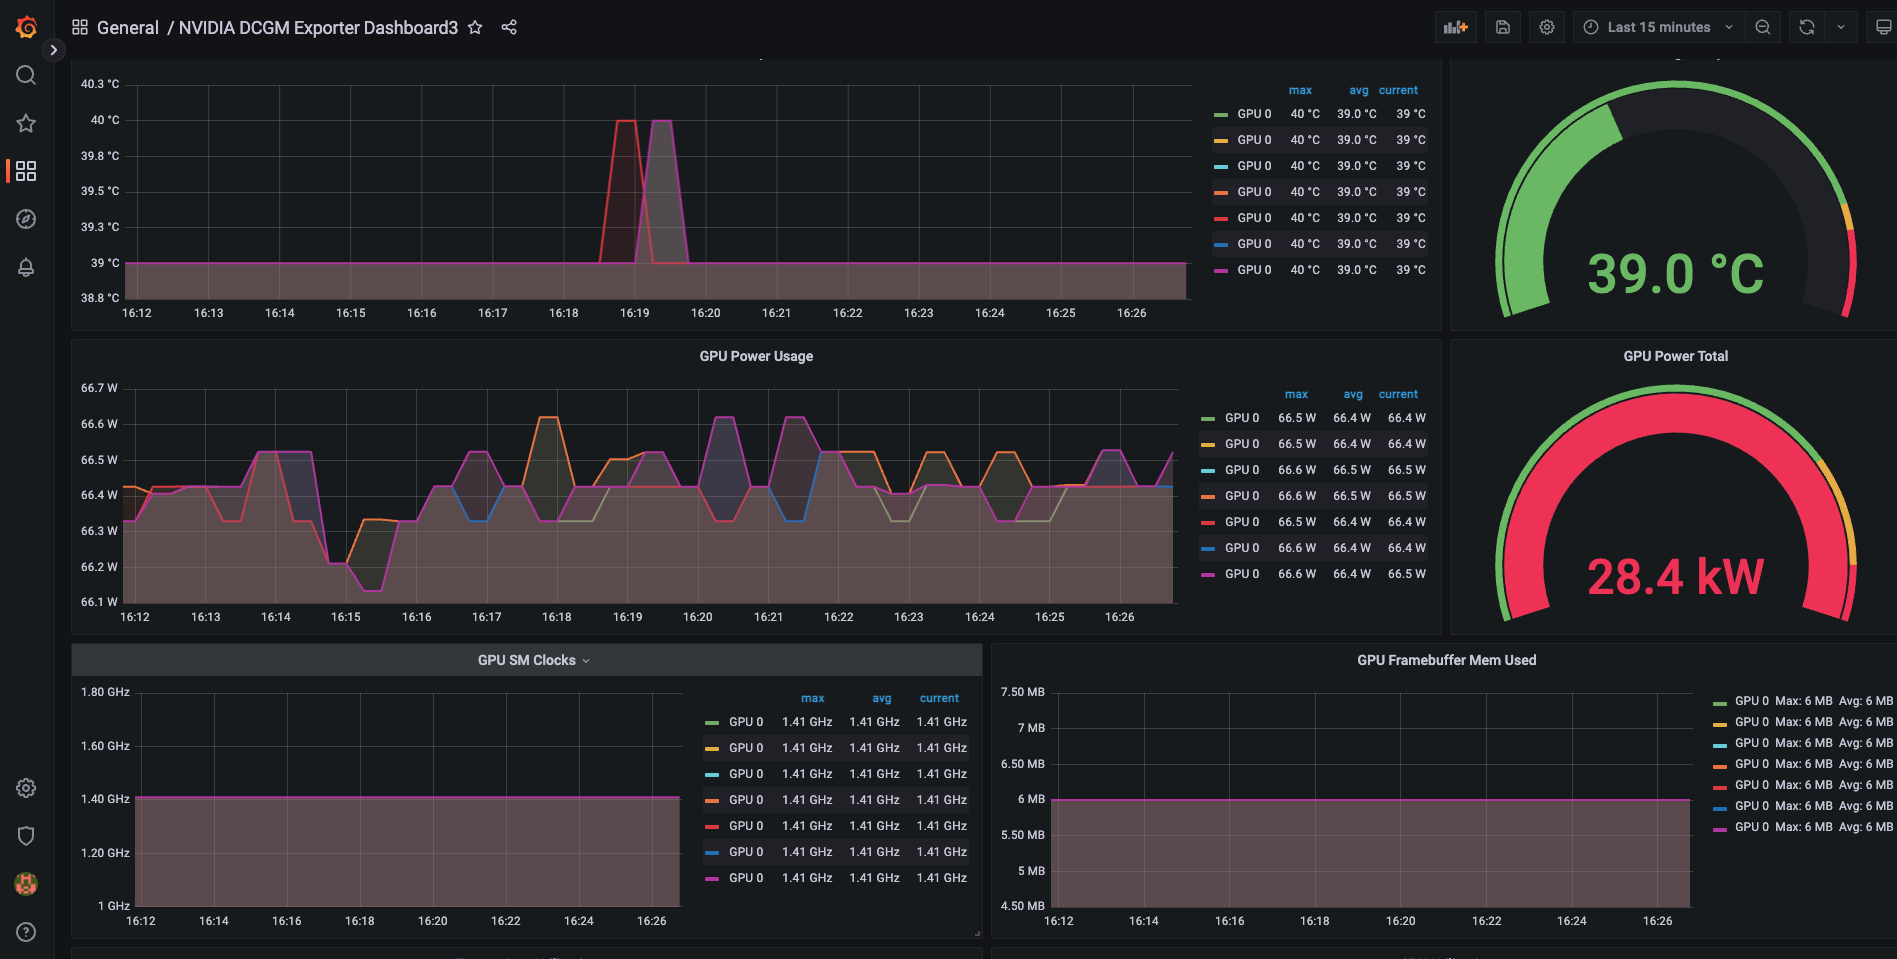 General / NVIDIA DCGM Exporter Dashboard3
Last 15 minutes
40.3 °C
40 °C
39.8 °C
39.5 °C
39.3 °C
39 °C
38.8 °C
16:12 16:13 16:14 16:15 16:16 16:17 16:18 16:19 16:20 16:21 16:22 16:23 16:24 16:25 16:26
max avg current
GPU 0 40 °C 39.0 °C 39 °C
GPU 0 40 °C 39.0 °C 39 °C
GPU 0 40 °C 39.0 °C 39 °C
GPU 0 40 °C 39.0 °C 39 °C
GPU 0 40 °C 39.0 °C 39 °C
GPU 0 40 °C 39.0 °C 39 °C
GPU 0 40 °C 39.0 °C 39 °C
39.0 °C
GPU Power Usage
66.7 W
66.6 W
66.5 W
66.4 W
66.3 W
66.2 W
66.1 W
16:12 16:13 16:14 16:15 16:16 16:17 16:18 16:19 16:20 16:21 16:22 16:23 16:24 16:25 16:26
max avg current
GPU 0 66.5 W 66.4 W 66.4 W
GPU 0 66.5 W 66.4 W 66.4 W
GPU 0 66.6 W 66.5 W 66.5 W
GPU 0 66.6 W 66.5 W 66.5 W
GPU 0 66.5 W 66.4 W 66.4 W
GPU 0 66.6 W 66.4 W 66.4 W
GPU 0 66.6 W 66.4 W 66.5 W
GPU Power Total
28.4 kW
GPU SM Clocks
1.80 GHz
1.60 GHz
1.40 GHz
1.20 GHz
1 GHz
16:12 16:14 16:16 16:18 16:20 16:22 16:24 16:26
max avg current
GPU 0 1.41 GHz 1.41 GHz 1.41 GHz
GPU 0 1.41 GHz 1.41 GHz 1.41 GHz
GPU 0 1.41 GHz 1.41 GHz 1.41 GHz
GPU 0 1.41 GHz 1.41 GHz 1.41 GHz
GPU 0 1.41 GHz 1.41 GHz 1.41 GHz
GPU 0 1.41 GHz 1.41 GHz 1.41 GHz
GPU 0 1.41 GHz 1.41 GHz 1.41 GHz
GPU Framebuffer Mem Used
7.50 MB
7 MB
6.50 MB
6 MB
5.50 MB
5 MB
4.50 MB
16:12 16:14 16:16 16:18 16:20 16:22 16:24 16:26
GPU 0 Max: 6 MB Avg: 6 MB
GPU 0 Max: 6 MB Avg: 6 MB
GPU 0 Max: 6 MB Avg: 6 MB
GPU 0 Max: 6 MB Avg: 6 MB
GPU 0 Max: 6 MB Avg: 6 MB
GPU 0 Max: 6 MB Avg: 6 MB
GPU 0 Max: 6 MB Avg: 6 MB